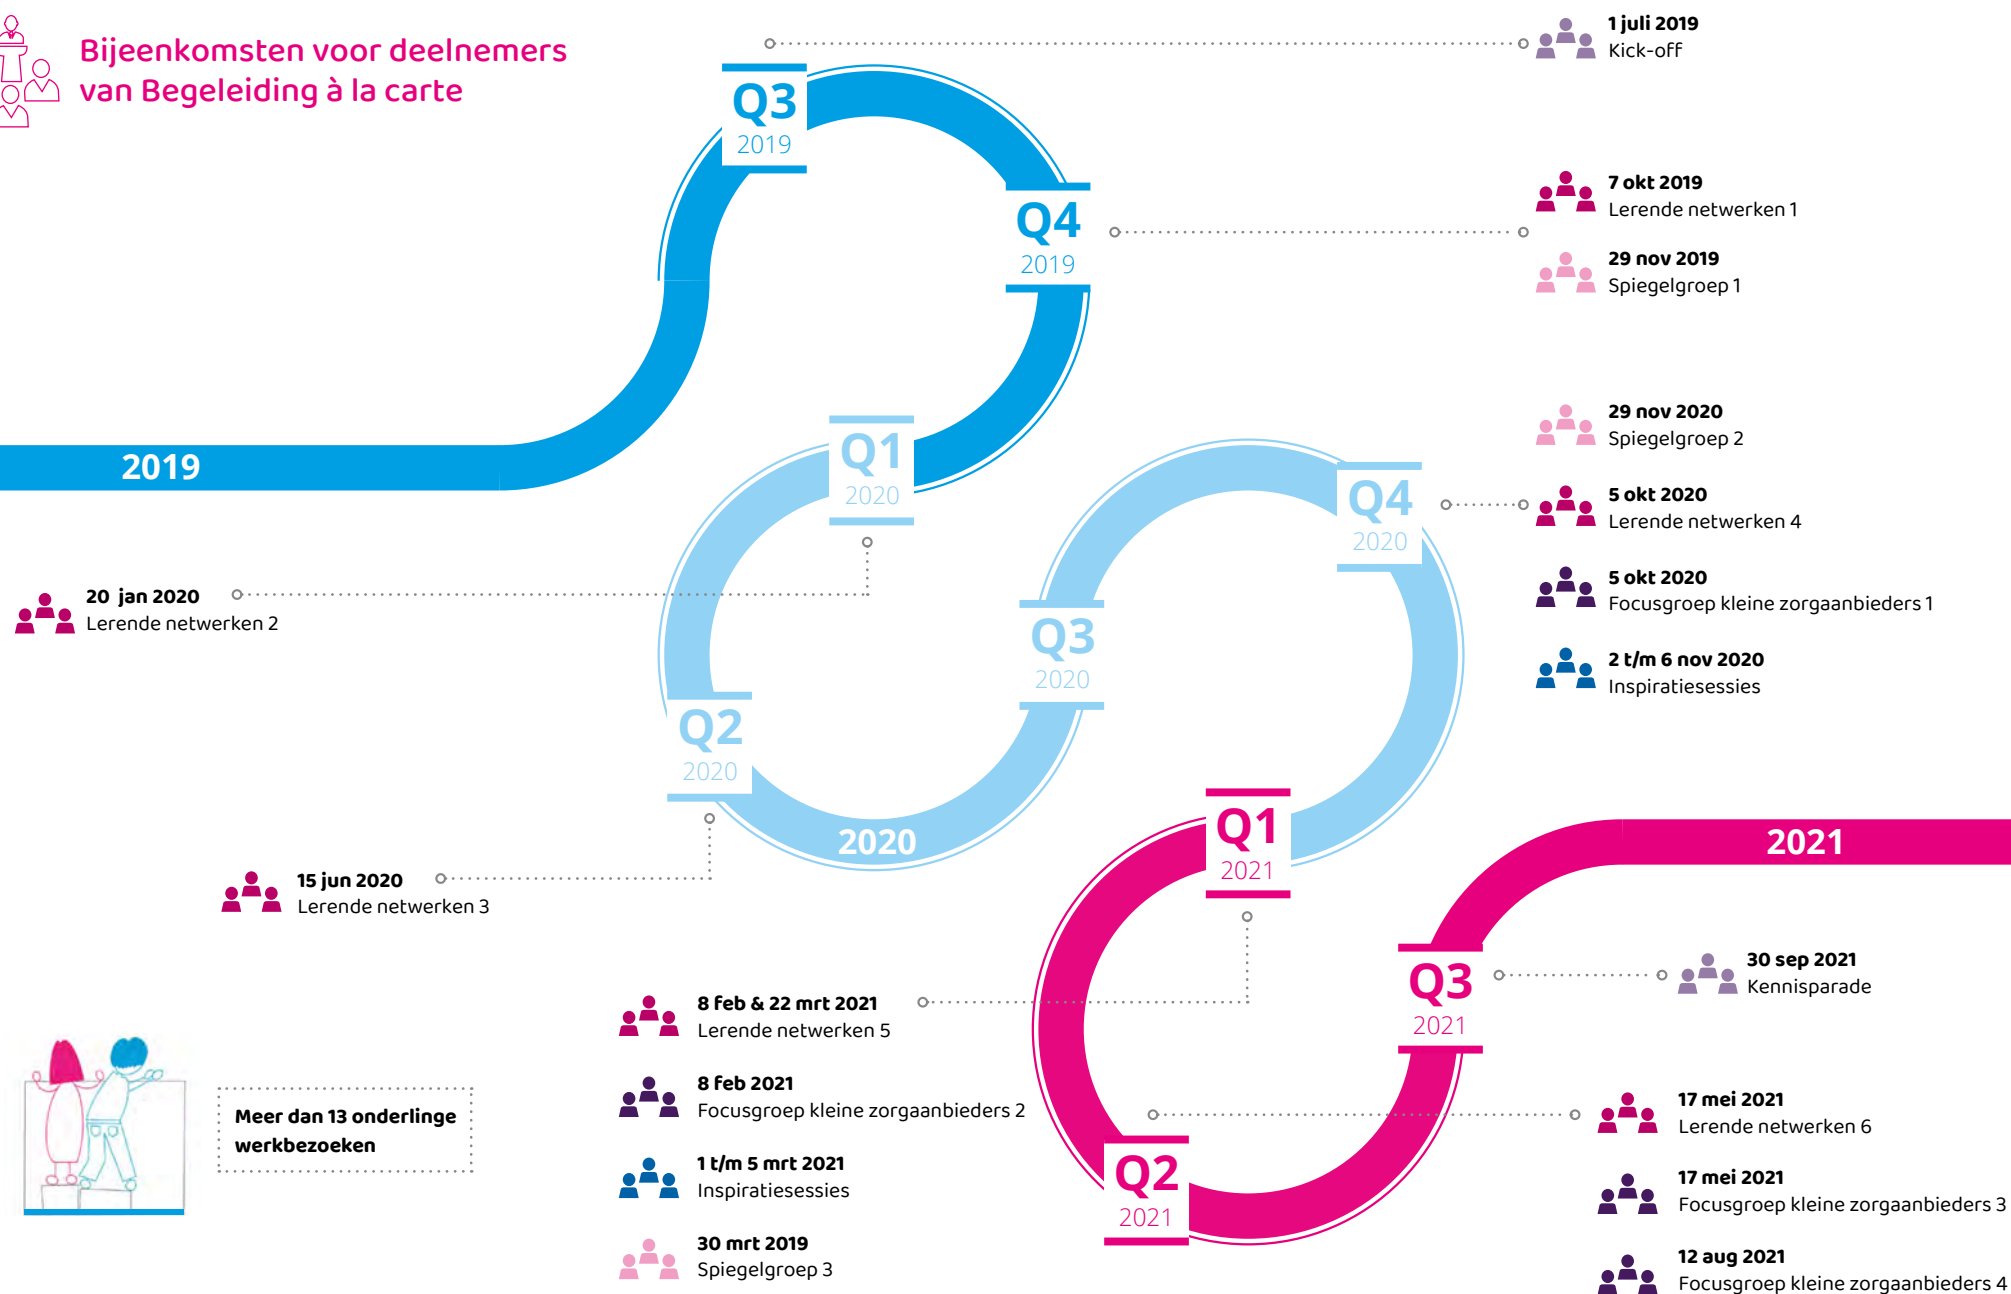 Bijeenkomsten voor deelnemers
van Begeleiding à la carte
2019
Q3
2019
1 juli 2019
Kick-off
Q4
2019
7 okt 2019
Lerende netwerken 1
29 nov 2019
Spiegelgroep 1
Q1
2020
20 jan 2020
Lerende netwerken 2
Q2
2020
15 jun 2020
Lerende netwerken 3
2020
Q3
2020
Q4
2020
29 nov 2020
Spiegelgroep 2
5 okt 2020
Lerende netwerken 4
5 okt 2020
Focusgroep kleine zorgaanbieders 1
2 t/m 6 nov 2020
Inspiratiesessies
Q1
2021
8 feb & 22 mrt 2021
Lerende netwerken 5
8 feb 2021
Focusgroep kleine zorgaanbieders 2
1 t/m 5 mrt 2021
Inspiratiesessies
30 mrt 2019
Spiegelgroep 3
Q2
2021
17 mei 2021
Lerende netwerken 6
17 mei 2021
Focusgroep kleine zorgaanbieders 3
12 aug 2021
Focusgroep kleine zorgaanbieders 4
Q3
2021
30 sep 2021
Kennisparade
2021
Meer dan 13 onderlinge
werkbezoeken